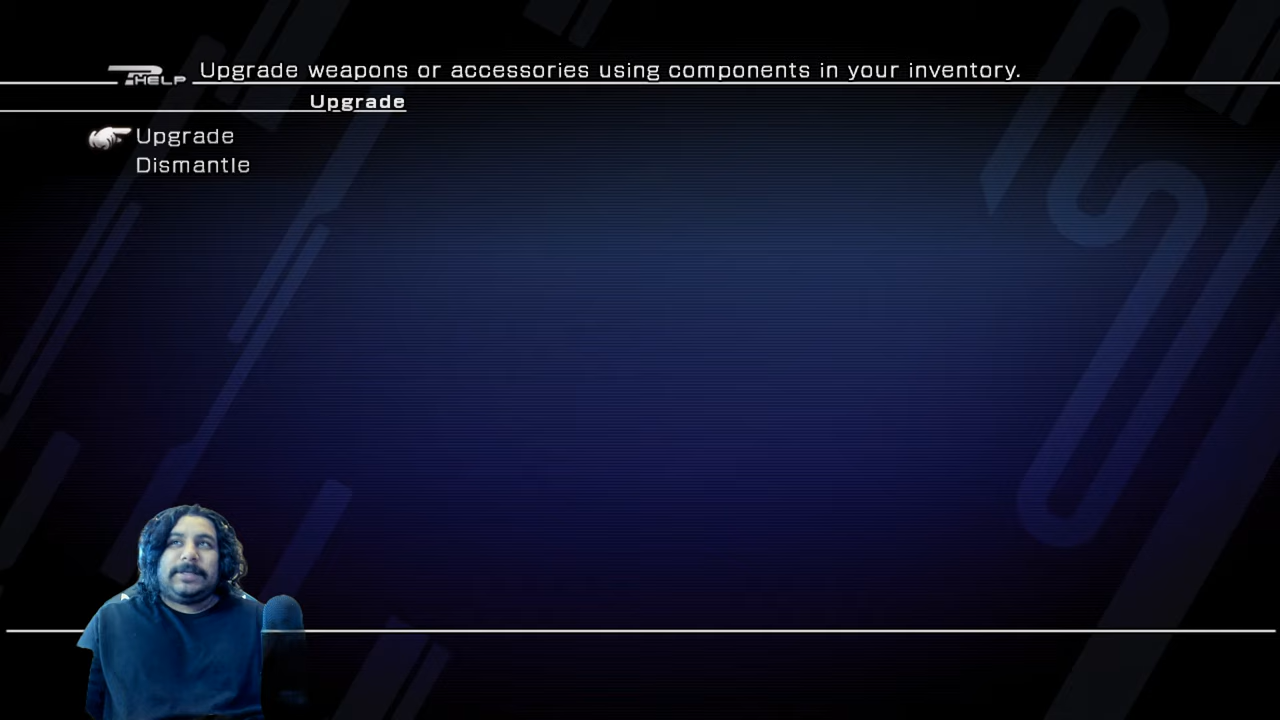 HELP Upgrade weapons or accessories using components in your inventory.
Upgrade
Upgrade
Dismantle